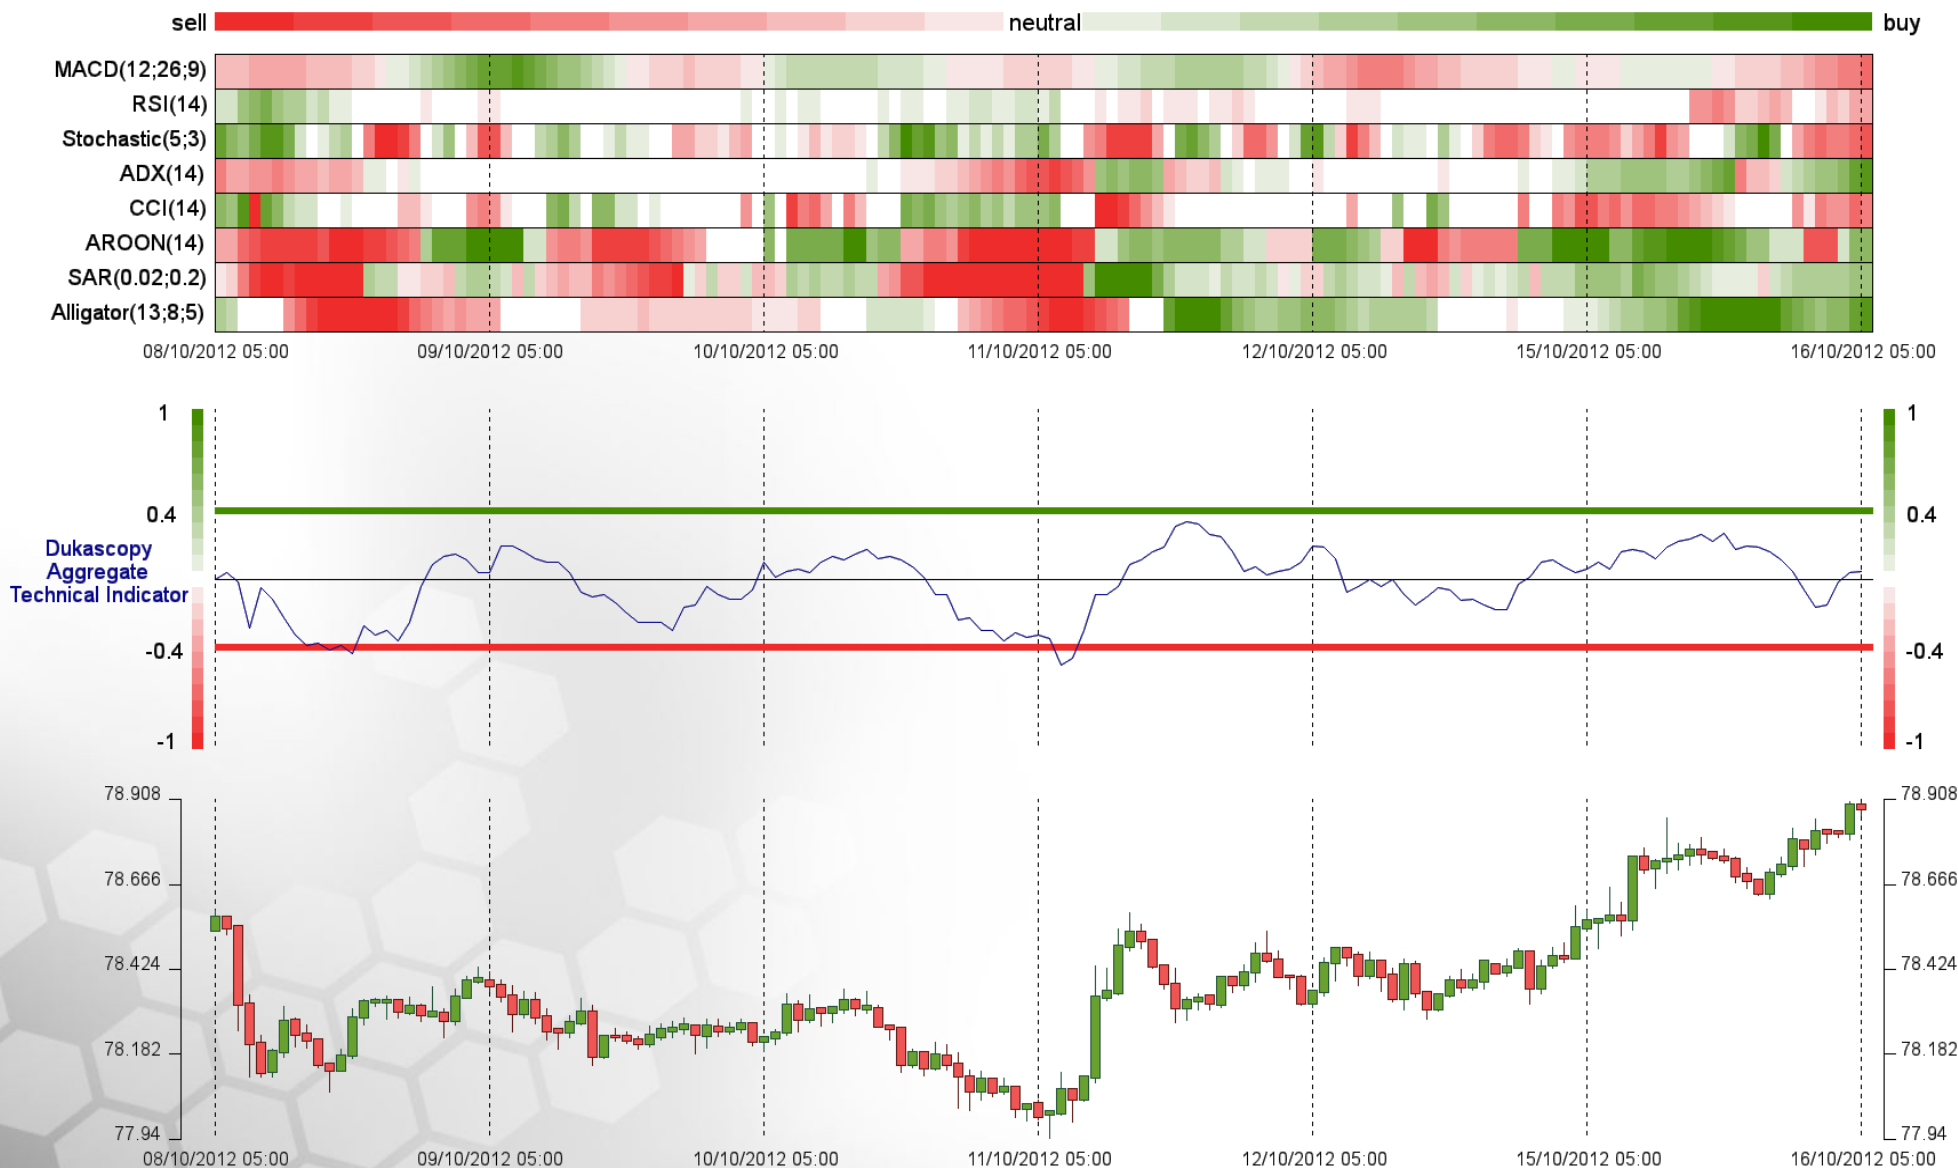 sell neutral buy
MACD(12;26;9)
RSI(14)
Stochastic(5;3)
ADX(14)
CCI(14)
AROON(14)
SAR(0.02;0.2)
Alligator(13;8;5)
08/10/2012 05:00 09/10/2012 05:00 10/10/2012 05:00 11/10/2012 05:00 12/10/2012 05:00 15/10/2012 05:00 16/10/2012 05:00
1 1
0.4 0.4
Dukascopy
Aggregate
Technical Indicator
-0.4 -0.4
-1 -1
78.908 78.908
78.666 78.666
78.424 78.424
78.182 78.182
77.94 77.94
08/10/2012 05:00 09/10/2012 05:00 10/10/2012 05:00 11/10/2012 05:00 12/10/2012 05:00 15/10/2012 05:00 16/10/2012 05:00